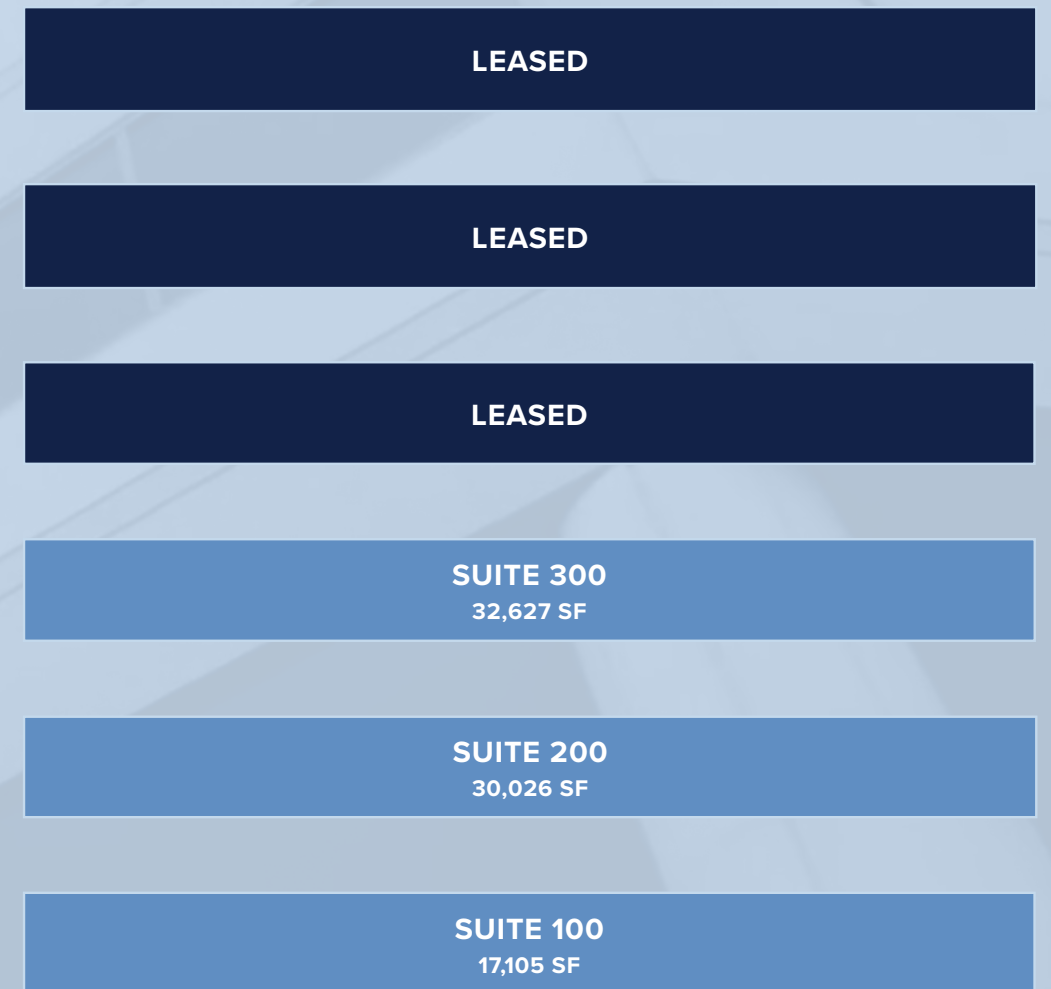 LEASED
LEASED
LEASED
SUITE 300
32,627 SF
SUITE 200
30,026 SF
SUITE 100
17,105 SF